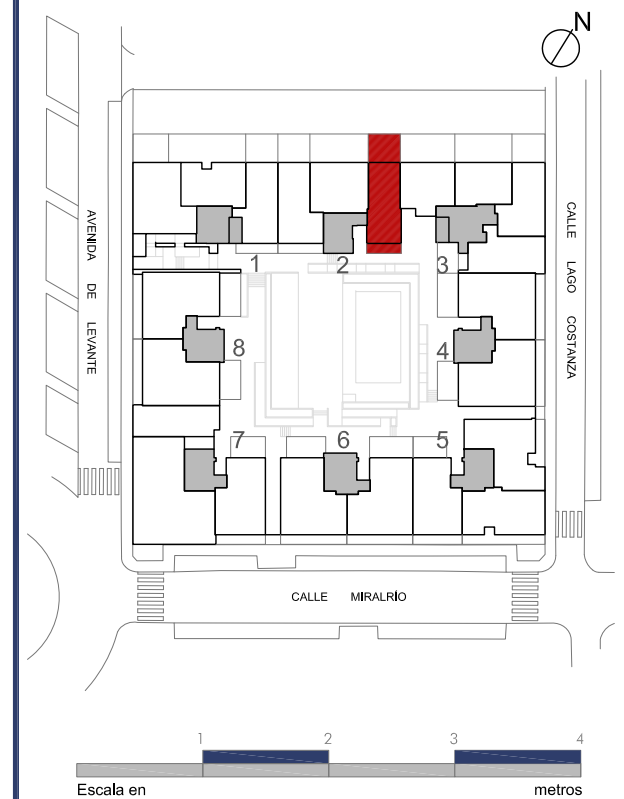 N
AVENIDA DE LEVANTE
CALLE LAGO COSTANZA
1
2
3
8
4
7
6
5
CALLE MIRALRÍO
1 2 3 4
Escala en metros